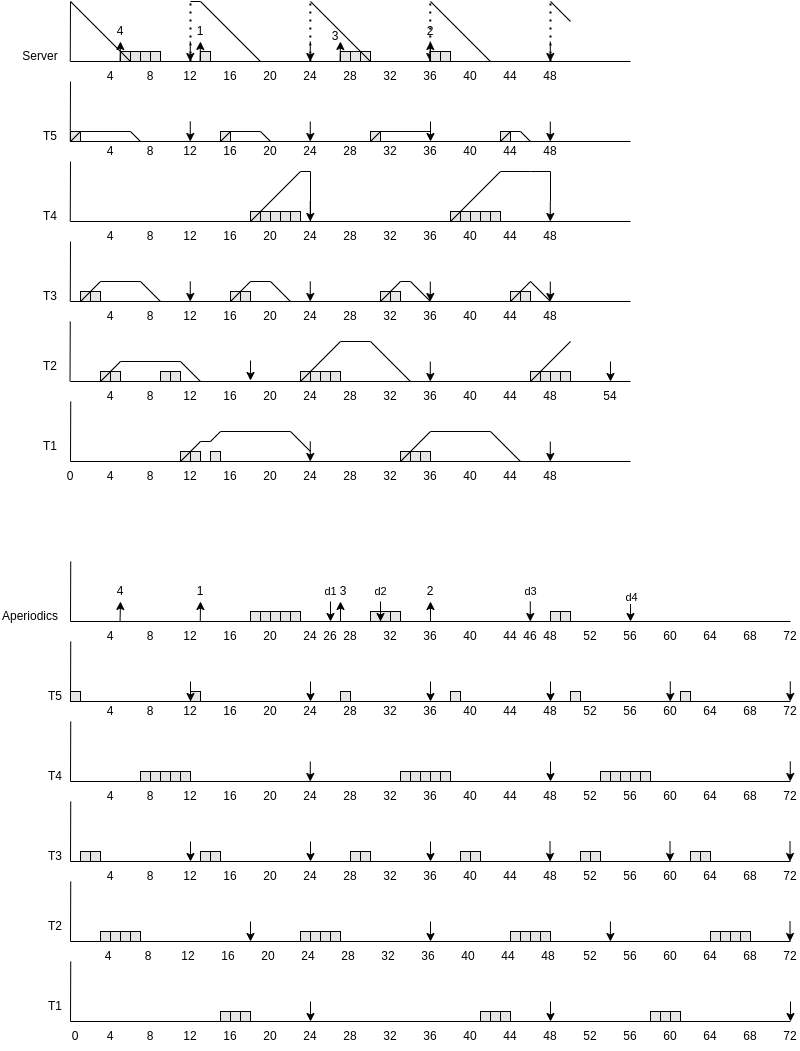 4 1 3 2
Server
4 8 12 16 20 24 28 32 36 40 44 48
T5
4 8 12 16 20 24 28 32 36 40 44 48
T4
4 8 12 16 20 24 28 32 36 40 44 48
T3
4 8 12 16 20 24 28 32 36 40 44 48
T2
4 8 12 16 20 24 28 32 36 40 44 48 54
T1
0 4 8 12 16 20 24 28 32 36 40 44 48
4 1 d1 3 d2 2 d3 d4
Aperiodics
4 8 12 16 20 24 26 28 32 36 40 44 46 48 52 56 60 64 68 72
T5
4 8 12 16 20 24 28 32 36 40 44 48 52 56 60 64 68 72
T4
4 8 12 16 20 24 28 32 36 40 44 48 52 56 60 64 68 72
T3
4 8 12 16 20 24 28 32 36 40 44 48 52 56 60 64 68 72
T2
4 8 12 16 20 24 28 32 36 40 44 48 52 56 60 64 68 72
T1
0 4 8 12 16 20 24 28 32 36 40 44 48 52 56 60 64 68 72